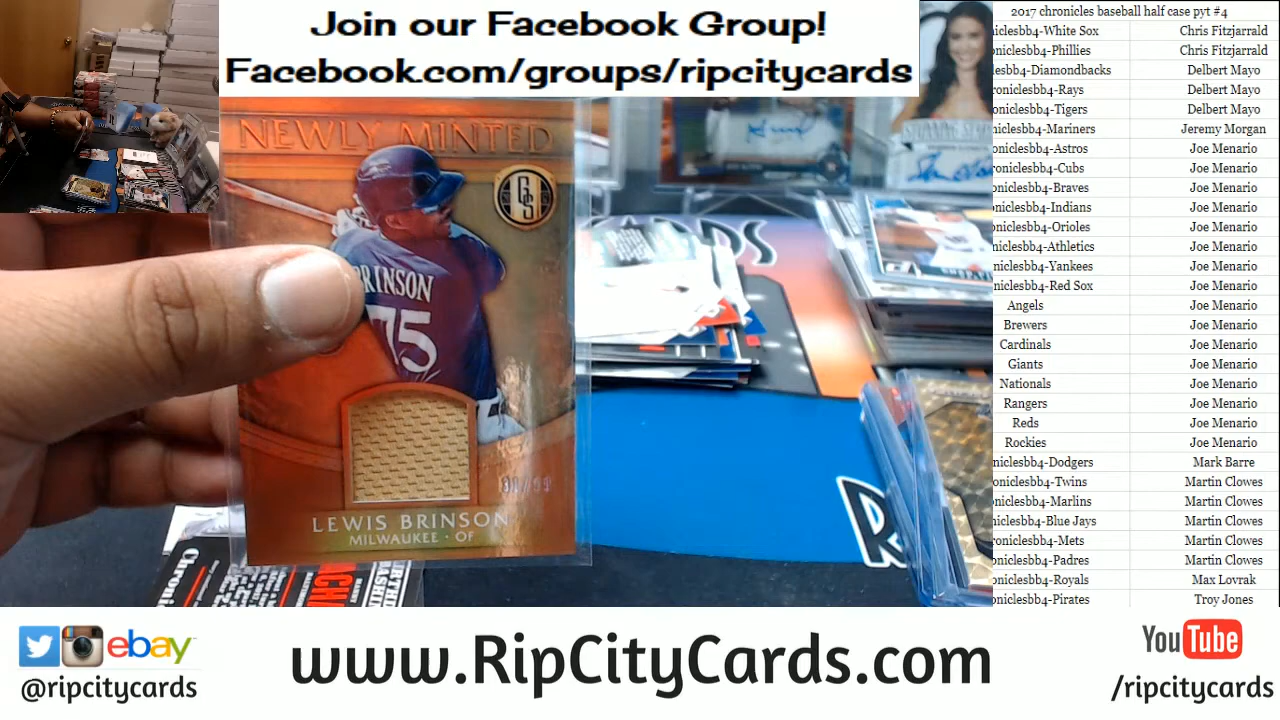 Join our Facebook Group!
Facebook.com/groups/ripcitycards
2017 chronicles baseball half case pyt #4
niclesbb4-White Sox Chris Fitzjarrald
oniclesbb4-Phillies Chris Fitzjarrald
lesbb4-Diamondbacks Delbert Mayo
roniclesbb4-Rays Delbert Mayo
oniclesbb4-Tigers Delbert Mayo
niclesbb4-Mariners Jeremy Morgan
oniclesbb4-Astros Joe Menario
oniclesbb4-Cubs Joe Menario
oniclesbb4-Braves Joe Menario
oniclesbb4-Indians Joe Menario
oniclesbb4-Orioles Joe Menario
niclesbb4-Athletics Joe Menario
niclesbb4-Yankees Joe Menario
niclesbb4-Red Sox Joe Menario
Angels Joe Menario
Brewers Joe Menario
Cardinals Joe Menario
Giants Joe Menario
Nationals Joe Menario
Rangers Joe Menario
Reds Joe Menario
Rockies Joe Menario
niclesbb4-Dodgers Mark Barre
oniclesbb4-Twins Martin Clowes
niclesbb4-Marlins Martin Clowes
niclesbb4-Blue Jays Martin Clowes
roniclesbb4-Mets Martin Clowes
oniclesbb4-Padres Martin Clowes
oniclesbb4-Royals Max Lovrak
oniclesbb4-Pirates Troy Jones
NEWLY MINTED
GS
BRINSON
75
LEWIS BRINSON
MILWAUKEE · OF
CARDS
R
ebay
@ripcitycards
www.RipCityCards.com
YouTube
/ripcitycards